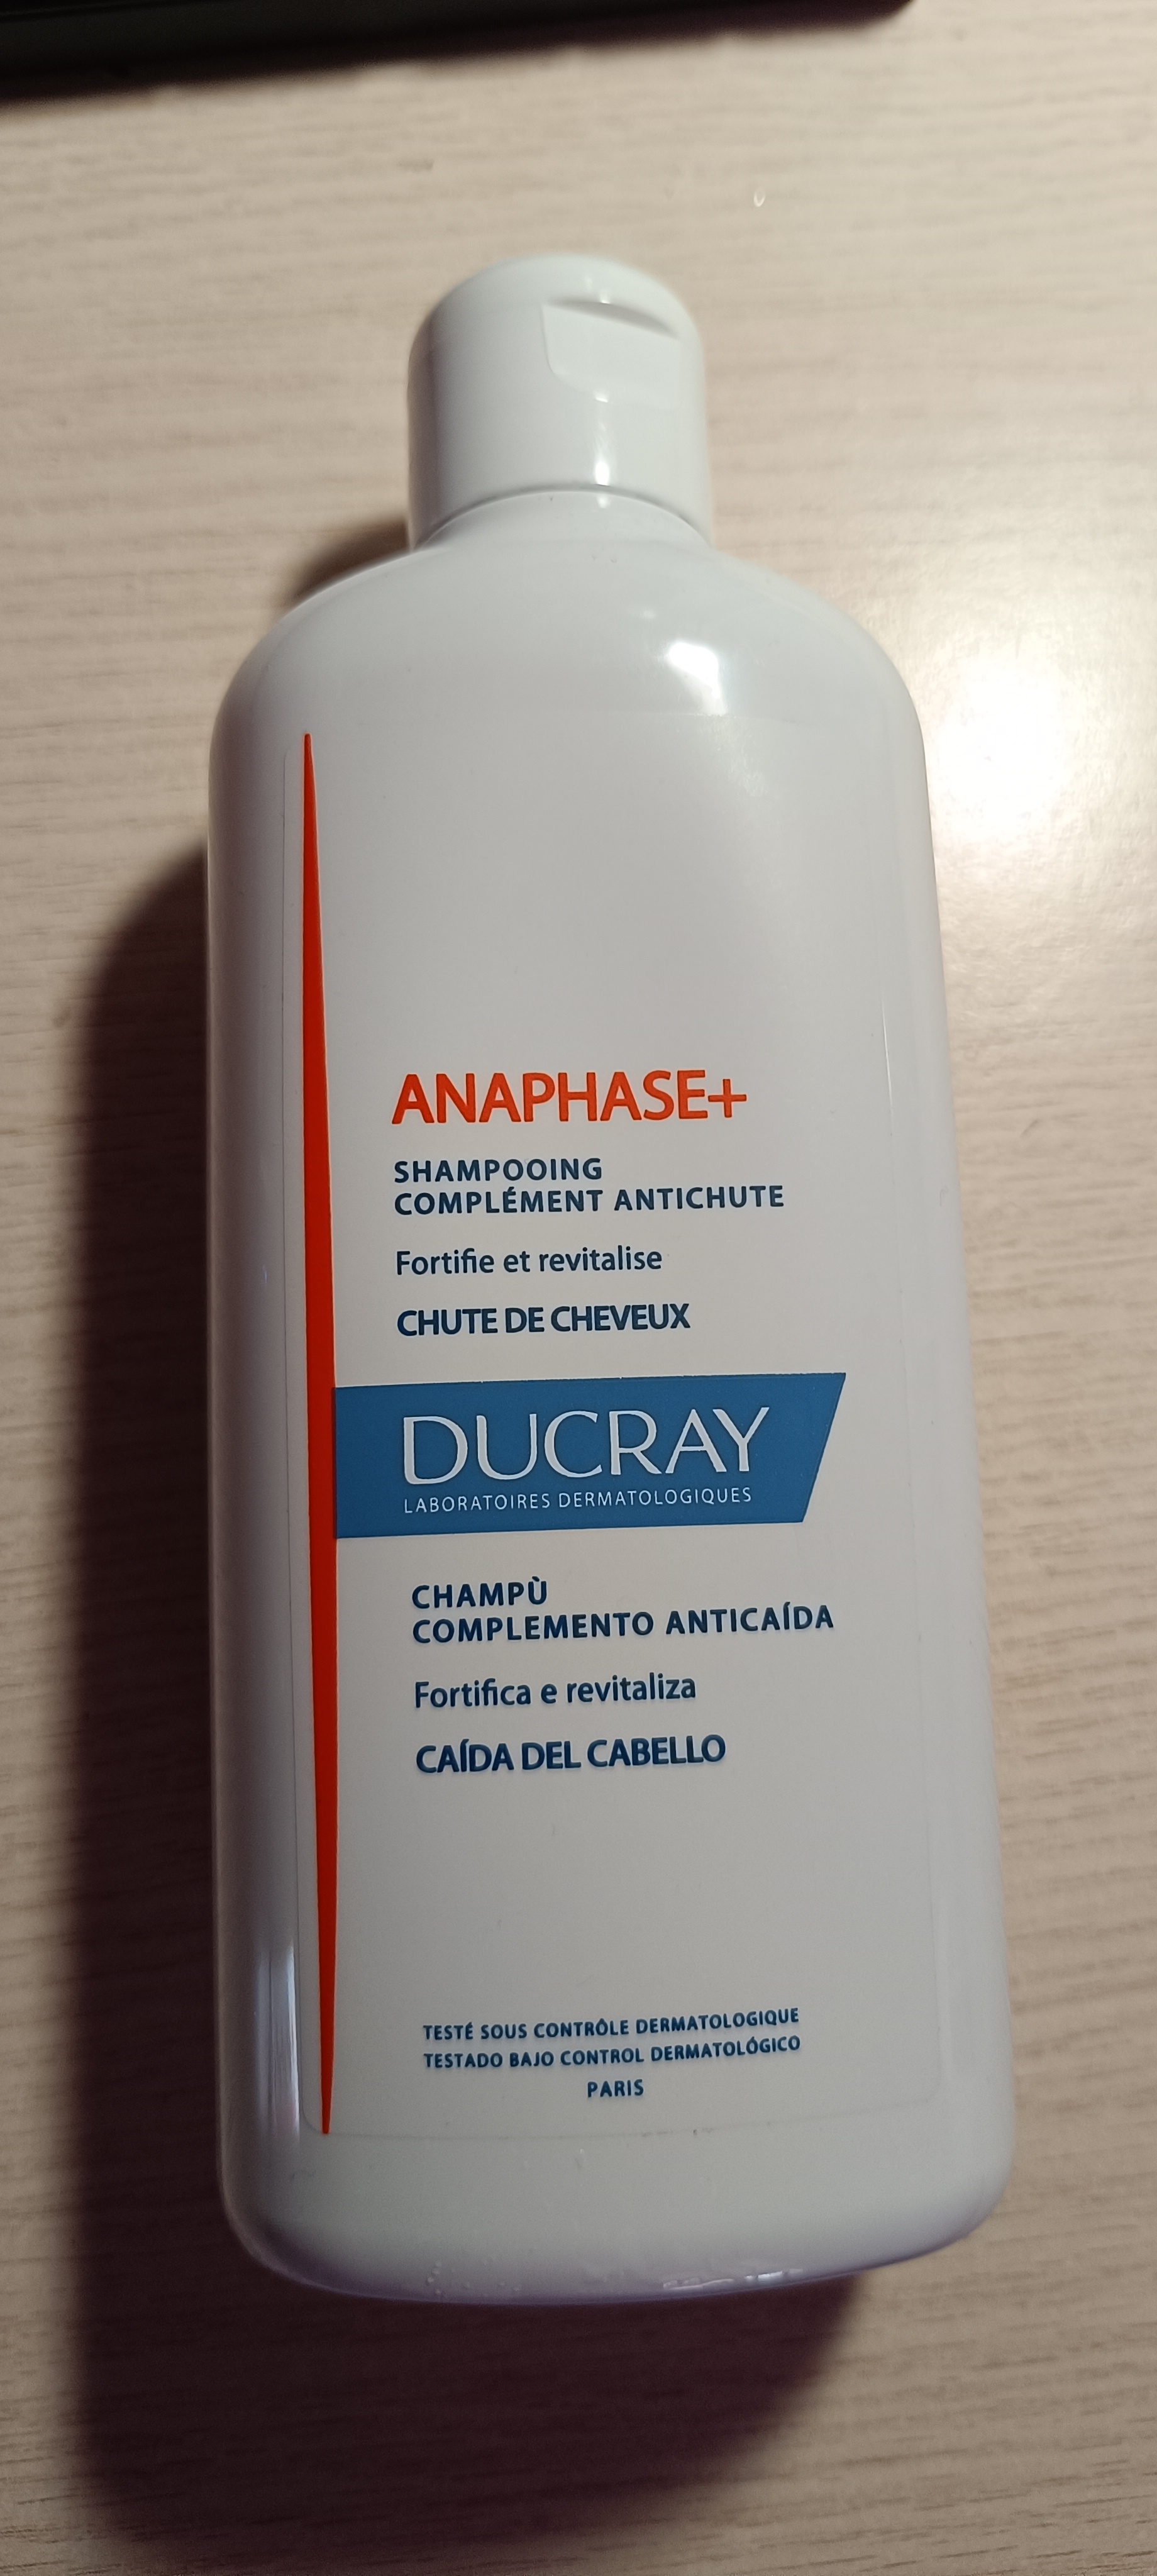 ANAPHASE+
SHAMPOOING
COMPLÉMENT ANTICHUTE
Fortifie et revitalise
CHUTE DE CHEVEUX
DUCRAY
LABORATOIRES DERMATOLOGIQUES
CHAMPÙ
COMPLEMENTO ANTICAÍDA
Fortifica e revitaliza
CAÍDA DEL CABELLO
TESTÉ SOUS CONTRÔLE DERMATOLOGIQUE
TESTADO BAJO CONTROL DERMATOLÓGICO
PARIS